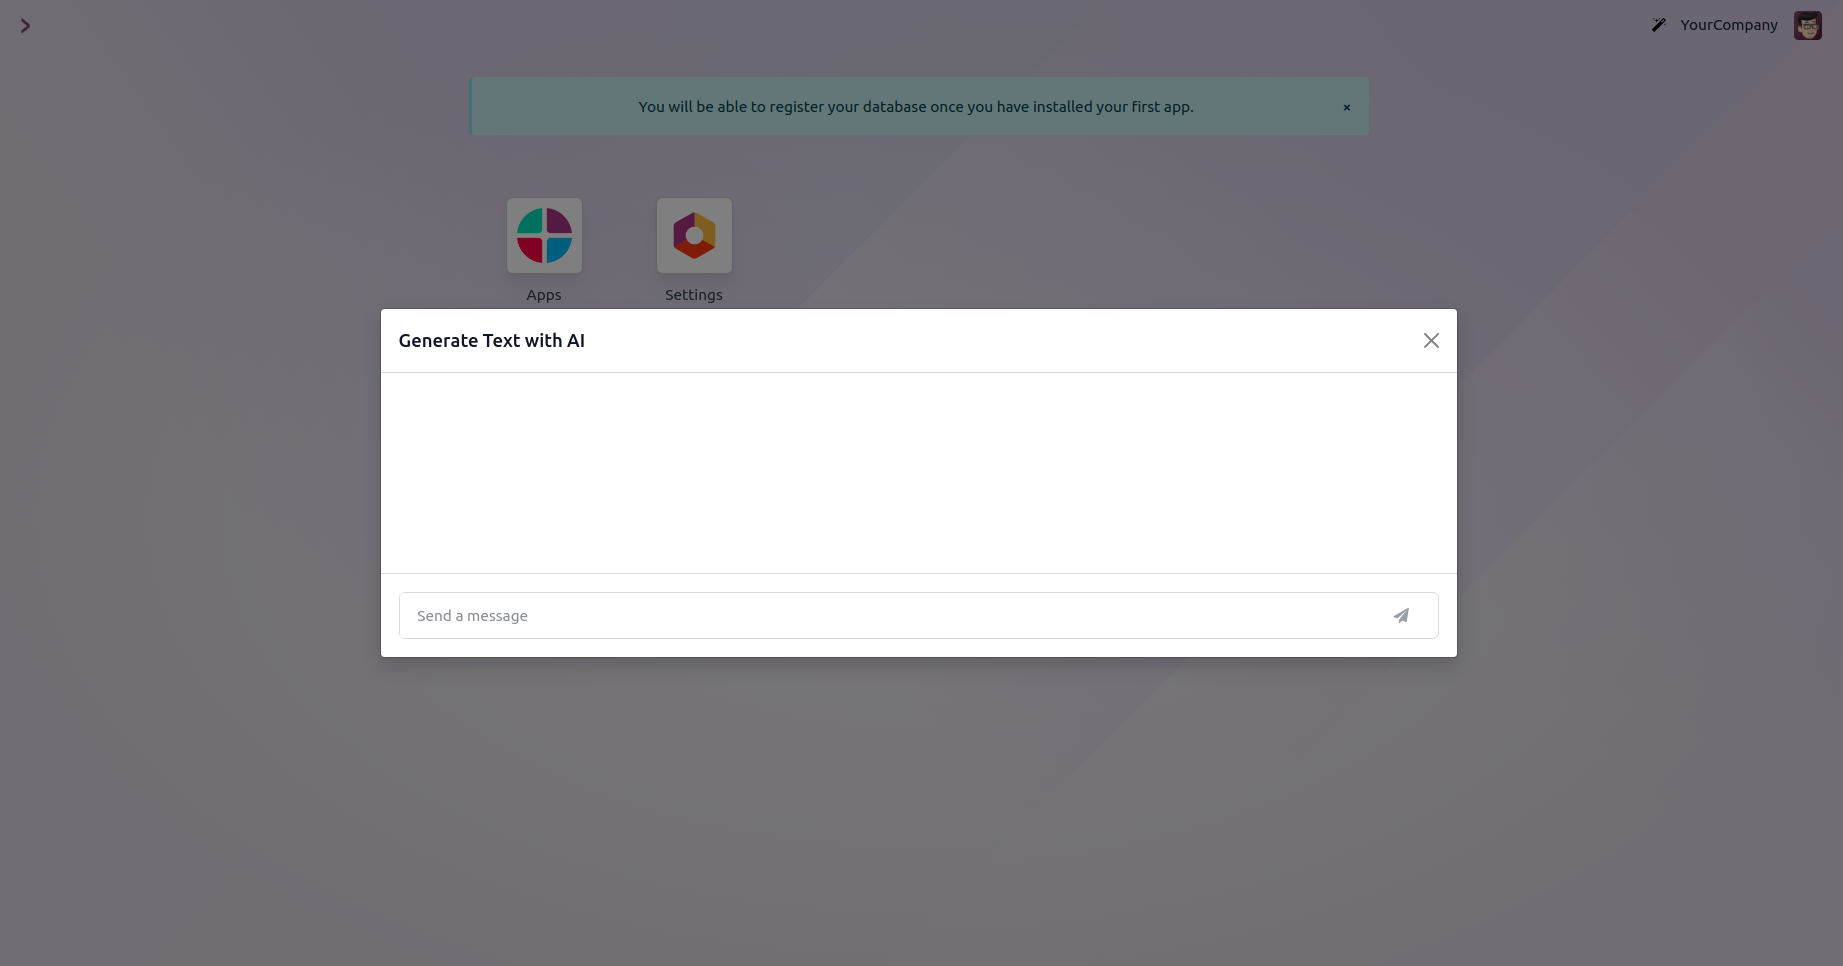 YourCompany
You will be able to register your database once you have installed your first app.
Apps
Settings
Generate Text with AI
Send a message